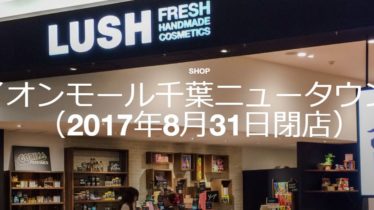 LUSH
FRESH
HANDMADE
COSMETICS
SHOP
イオンモール千葉ニュータウン
（2017年8月31日閉店）